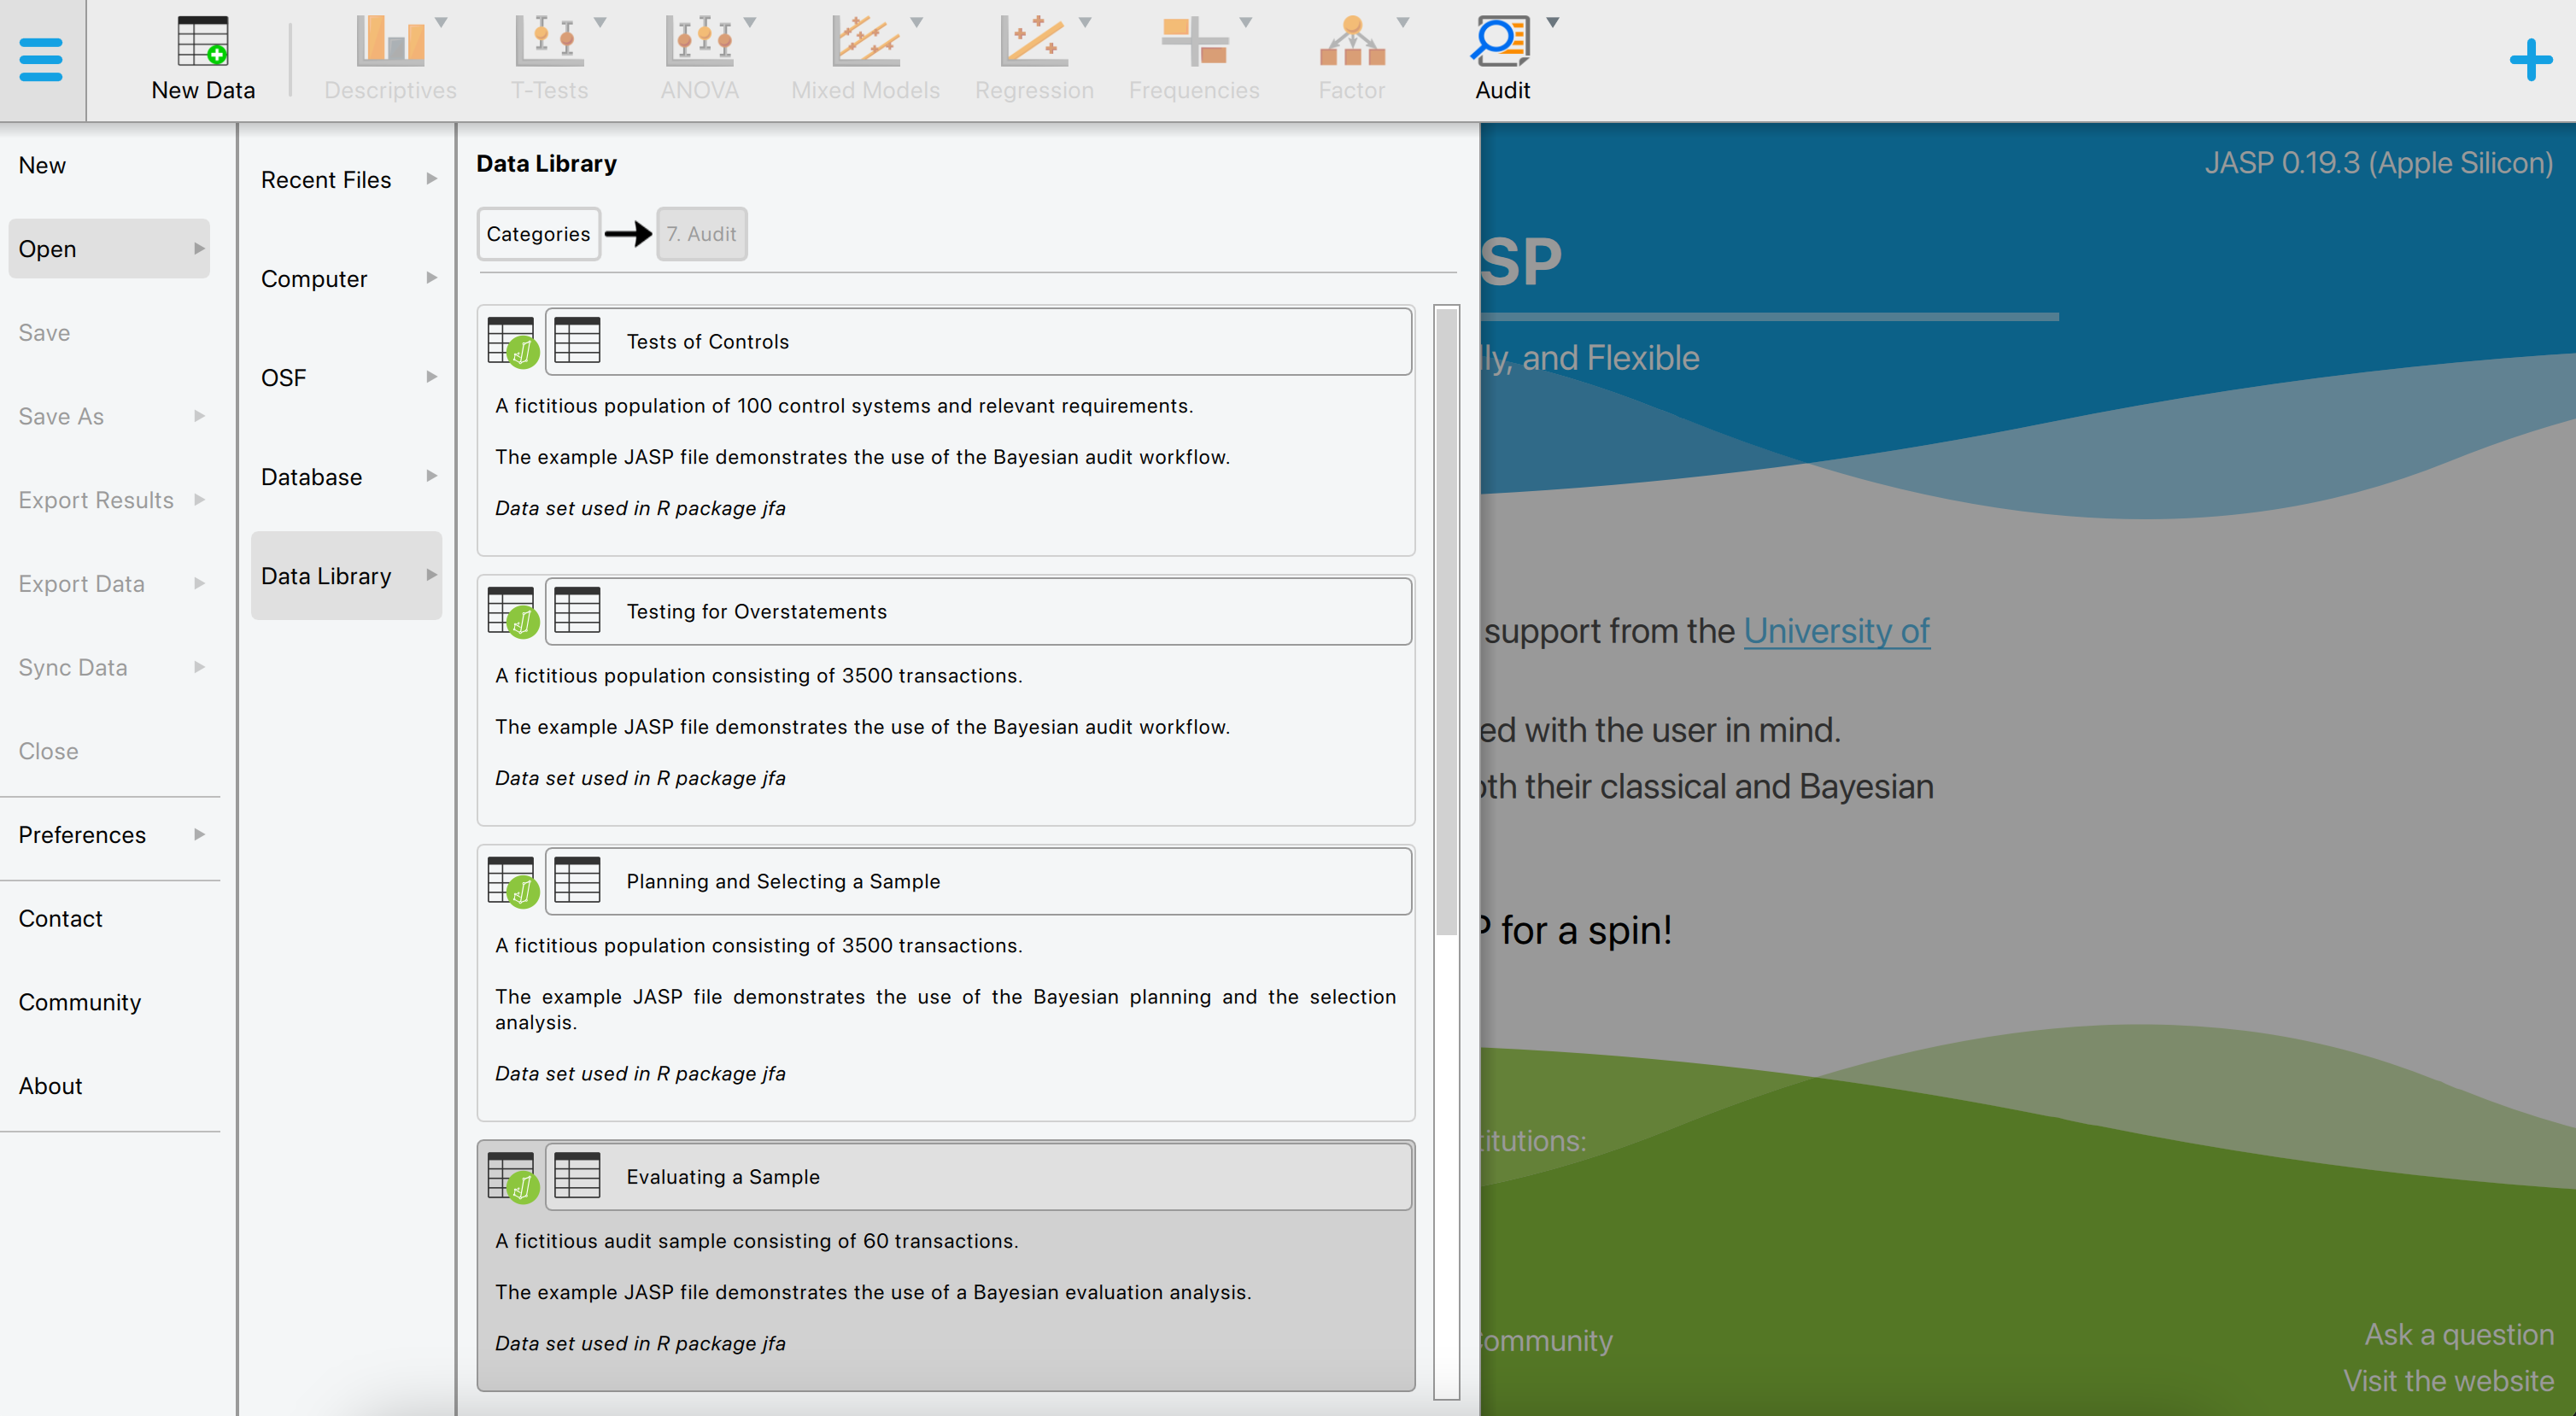 New Data
Descriptives
T-Tests
ANOVA
Mixed Models
Regression
Frequencies
Factor
Audit
New
Open
Save
Save As
Export Results
Export Data
Sync Data
Close
Preferences
Contact
Community
About
Recent Files
Computer
OSF
Database
Data Library
Data Library
Categories
7. Audit
Tests of Controls
A fictitious population of 100 control systems and relevant requirements.
The example JASP file demonstrates the use of the Bayesian audit workflow.
Data set used in R package jfa
Testing for Overstatements
A fictitious population consisting of 3500 transactions.
The example JASP file demonstrates the use of the Bayesian audit workflow.
Data set used in R package jfa
Planning and Selecting a Sample
A fictitious population consisting of 3500 transactions.
The example JASP file demonstrates the use of the Bayesian planning and the selection
analysis.
Data set used in R package jfa
Evaluating a Sample
A fictitious audit sample consisting of 60 transactions.
The example JASP file demonstrates the use of a Bayesian evaluation analysis.
Data set used in R package jfa
JASP 0.19.3 (Apple Silicon)
SP
lly, and Flexible
support from the University of
ed with the user in mind.
oth their classical and Bayesian
P for a spin!
titutions:
ommunity
Ask a question
Visit the website